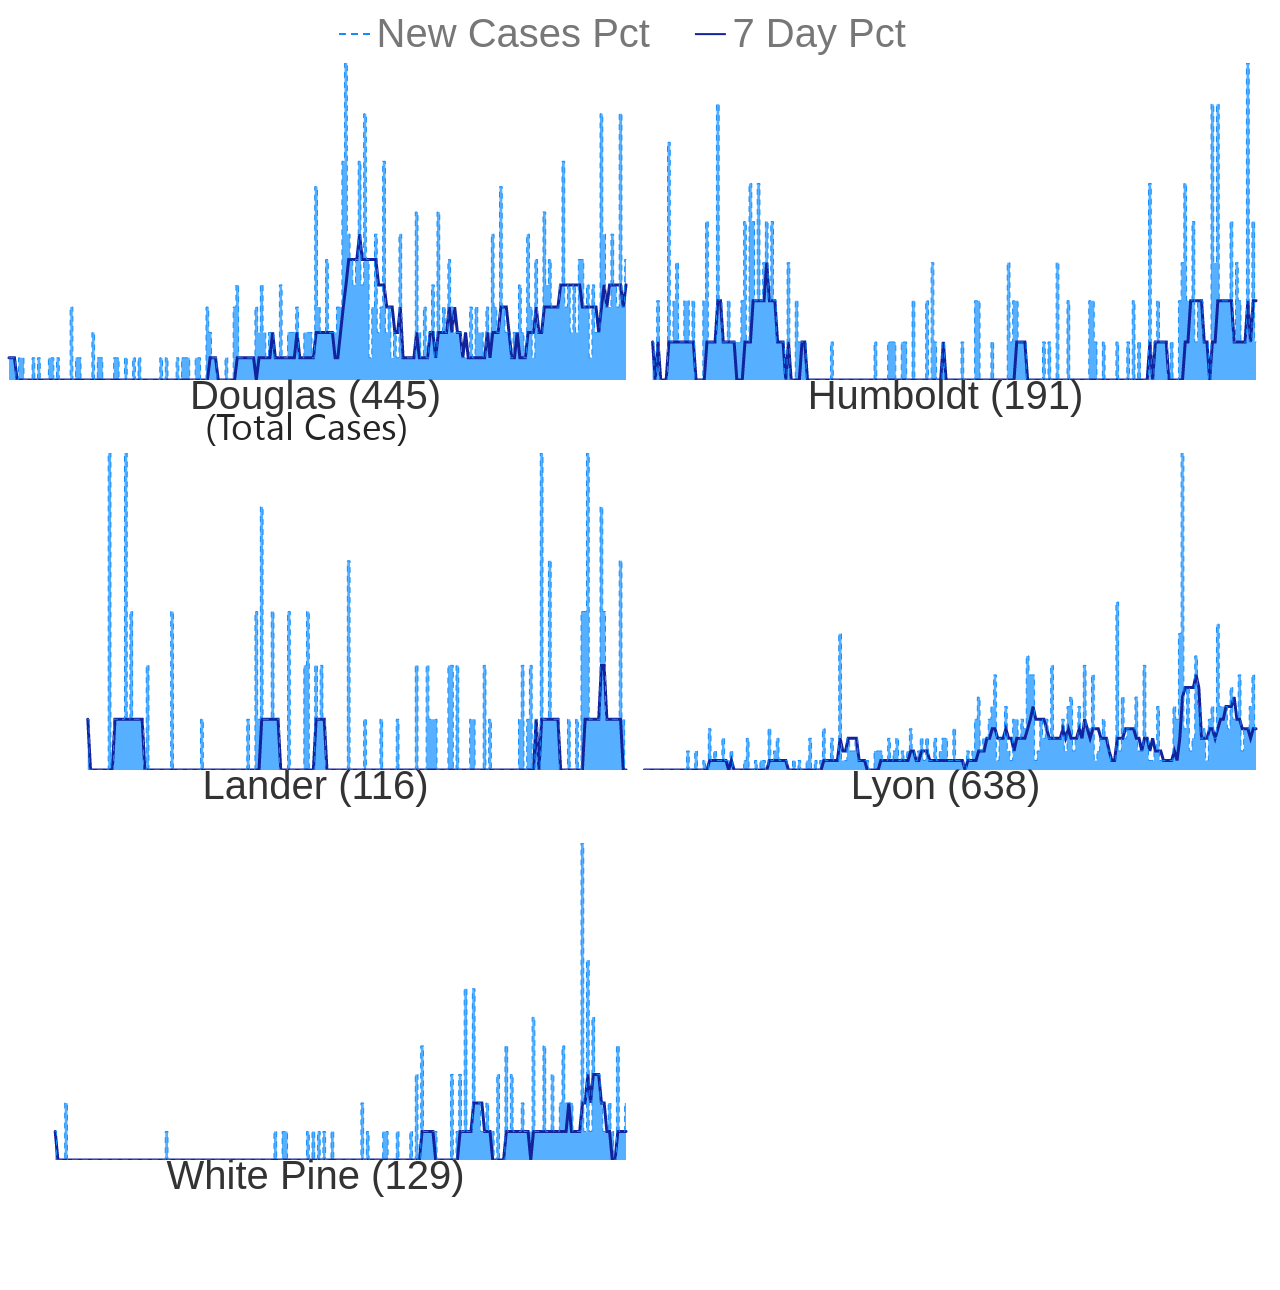 New Cases Pct 7 Day Pct
Douglas (445) Humboldt (191)
(Total Cases)
Lander (116) Lyon (638)
White Pine (129)